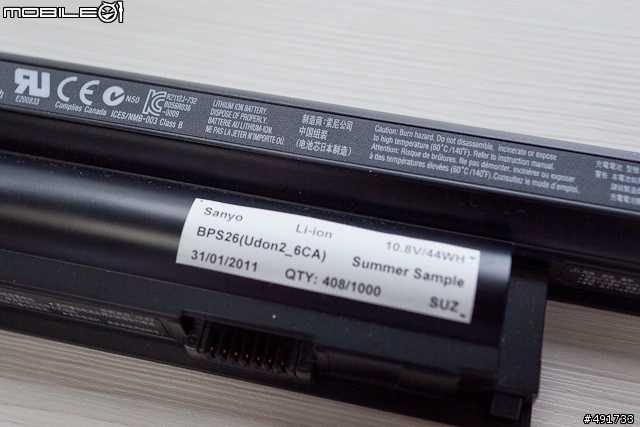 MOBILE01
E200833
N50
Complies Canada ICES/NMB-003 Class B
B2112J-732
B056R036
-0009
LITHIUM ION BATTERY.
DISPOSE OF PROPERLY.
BATTERIE AU LITHIUM-ION.
NE PAS LA JETER N'IMPORTE OÙ.
制造商:索尼公司
中国组装
(电池芯日本制造)
Caution: Burn hazard. Do not disassemble, incinerate or expose
to high temperature (60°C/140°F). Refer to instruction manual.
Attention: Risque de brûlures. Ne pas démonter, incinérer ou exposer
à des températures élevées (60°C/140°F). Consultez le mode d'emploi.
Sanyo Li-ion 10.8V/44WH
BPS26(Udon2_6CA) Summer Sample
31/01/2011 QTY: 408/1000 SUZ
#491733